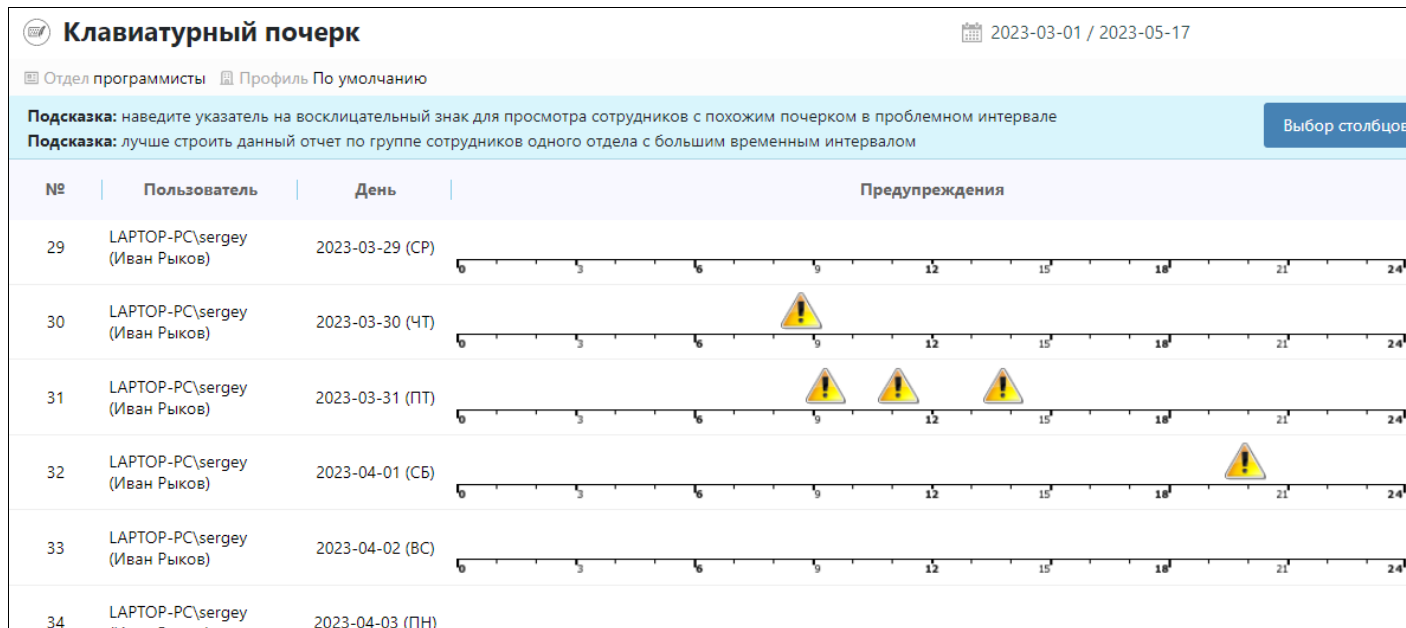 Клавиатурный почерк
2023-03-01 / 2023-05-17
Отдел программисты Профиль По умолчанию
Подсказка: наведите указатель на восклицательный знак для просмотра сотрудников с похожим почерком в проблемном интервале
Подсказка: лучше строить данный отчет по группе сотрудников одного отдела с большим временным интервалом
Выбор столбцов
№ Пользователь День Предупреждения
29 LAPTOP-PC\sergey (Иван Рыков) 2023-03-29 (СР)
0 3 6 9 12 15 18 21 24
30 LAPTOP-PC\sergey (Иван Рыков) 2023-03-30 (ЧТ)
0 3 6 9 12 15 18 21 24
31 LAPTOP-PC\sergey (Иван Рыков) 2023-03-31 (ПТ)
0 3 6 9 12 15 18 21 24
32 LAPTOP-PC\sergey (Иван Рыков) 2023-04-01 (СБ)
0 3 6 9 12 15 18 21 24
33 LAPTOP-PC\sergey (Иван Рыков) 2023-04-02 (ВС)
0 3 6 9 12 15 18 21 24
34 LAPTOP-PC\sergey 2023-04-03 (ПН)